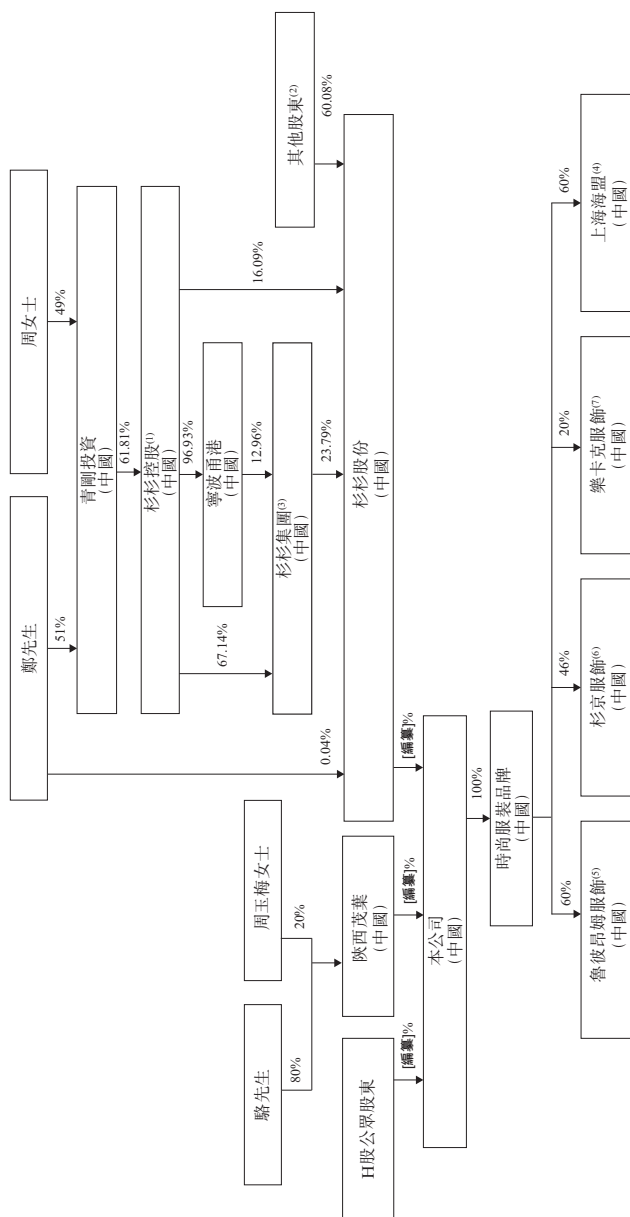 鄭先生
周女士
51%
49%
青剛投資
(中國)
61.81%
杉杉控股(1)
(中國)
96.93%
16.09%
67.14%
寧波甬港
(中國)
12.96%
杉杉集團(3)
(中國)
其他股東(2)
60.08%
23.79%
0.04%
駱先生
周玉梅女士
80%
20%
H股公眾股東
陝西茂葉
(中國)
杉杉股份
(中國)
[編纂]%
[編纂]%
[編纂]%
本公司
(中國)
100%
時尚服裝品牌
(中國)
60%
46%
20%
60%
魯彼昂姆服飾(5)
(中國)
杉京服飾(6)
(中國)
樂卡克服飾(7)
(中國)
上海海盟(4)
(中國)